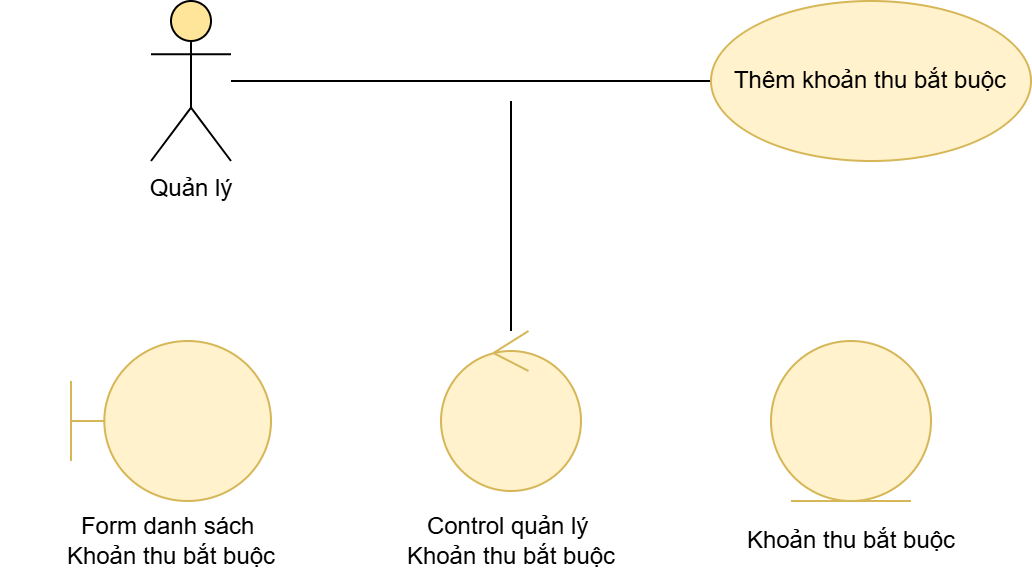 Thêm khoản thu bắt buộc
Quản lý
Form danh sách
Khoản thu bắt buộc
Control quản lý
Khoản thu bắt buộc
Khoản thu bắt buộc